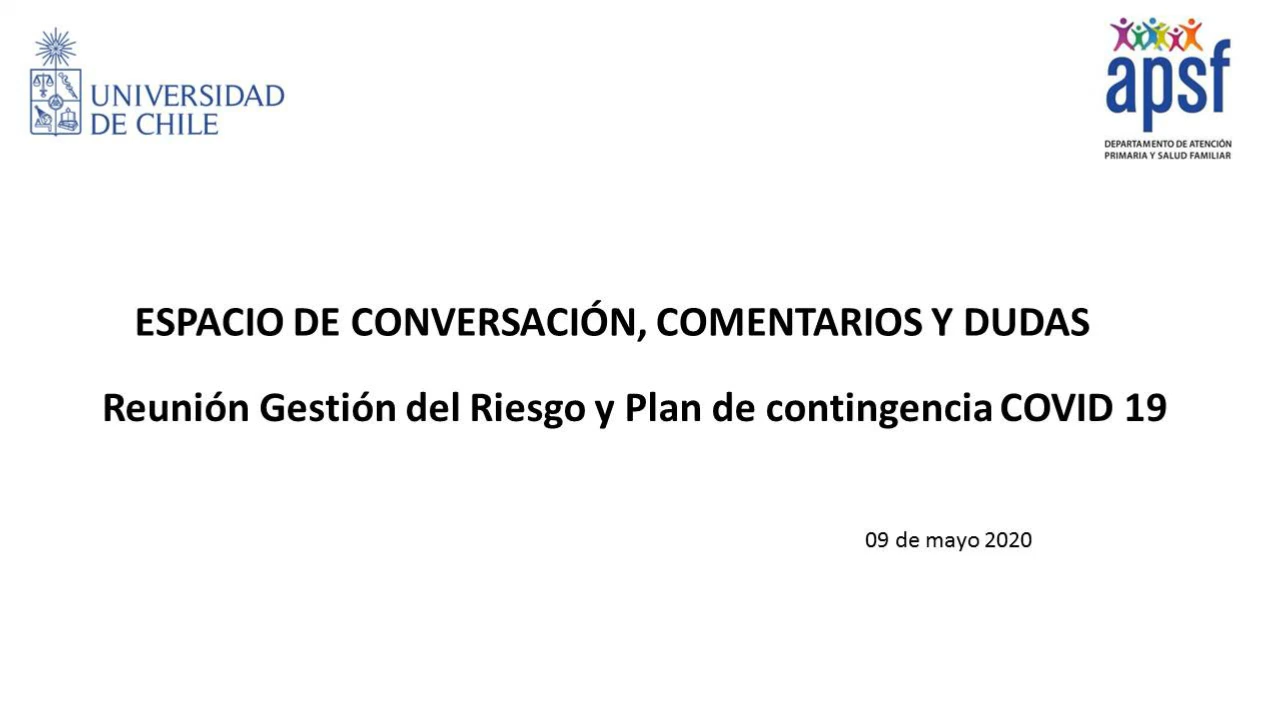 UNIVERSIDAD
DE CHILE
apsf
DEPARTAMENTO DE ATENCIÓN
PRIMARIA Y SALUD FAMILIAR
ESPACIO DE CONVERSACIÓN, COMENTARIOS Y DUDAS
Reunión Gestión del Riesgo y Plan de contingencia COVID 19
09 de mayo 2020